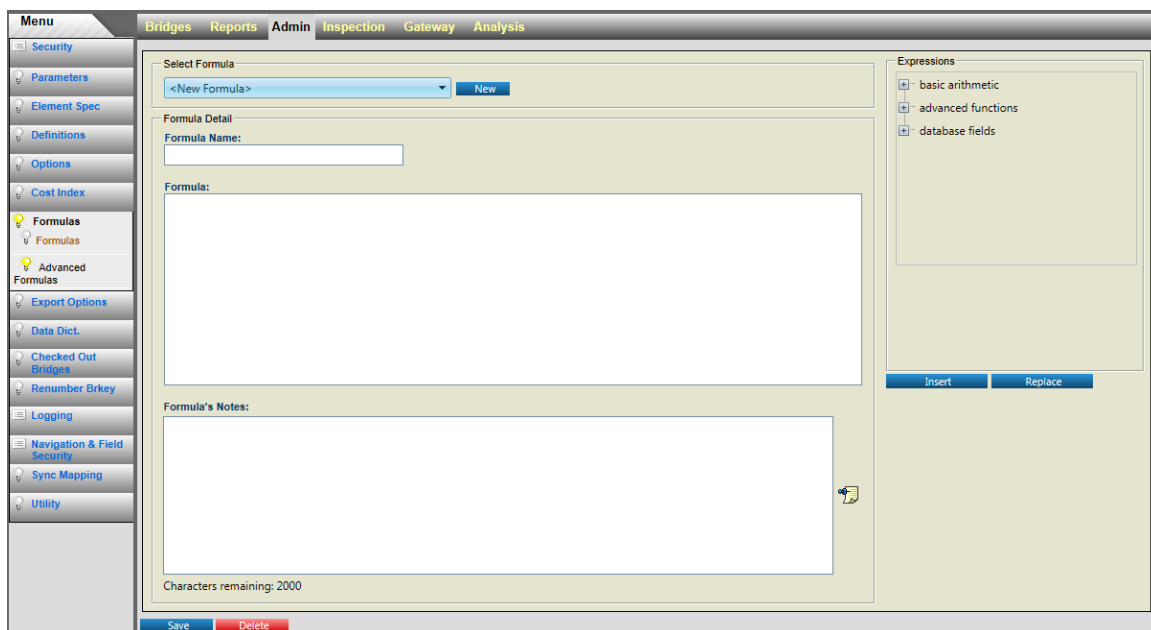 Menu
Bridges Reports Admin Inspection Gateway Analysis
Security
Parameters
Element Spec
Definitions
Options
Cost Index
Formulas
Formulas
Advanced
Formulas
Export Options
Data Dict.
Checked Out
Bridges
Renumber Brkey
Logging
Navigation & Field
Security
Sync Mapping
Utility
Select Formula
<New Formula>
New
Formula Detail
Formula Name:
Formula:
Formula's Notes:
Characters remaining: 2000
Save
Delete
Expressions
basic arithmetic
advanced functions
database fields
Insert
Replace